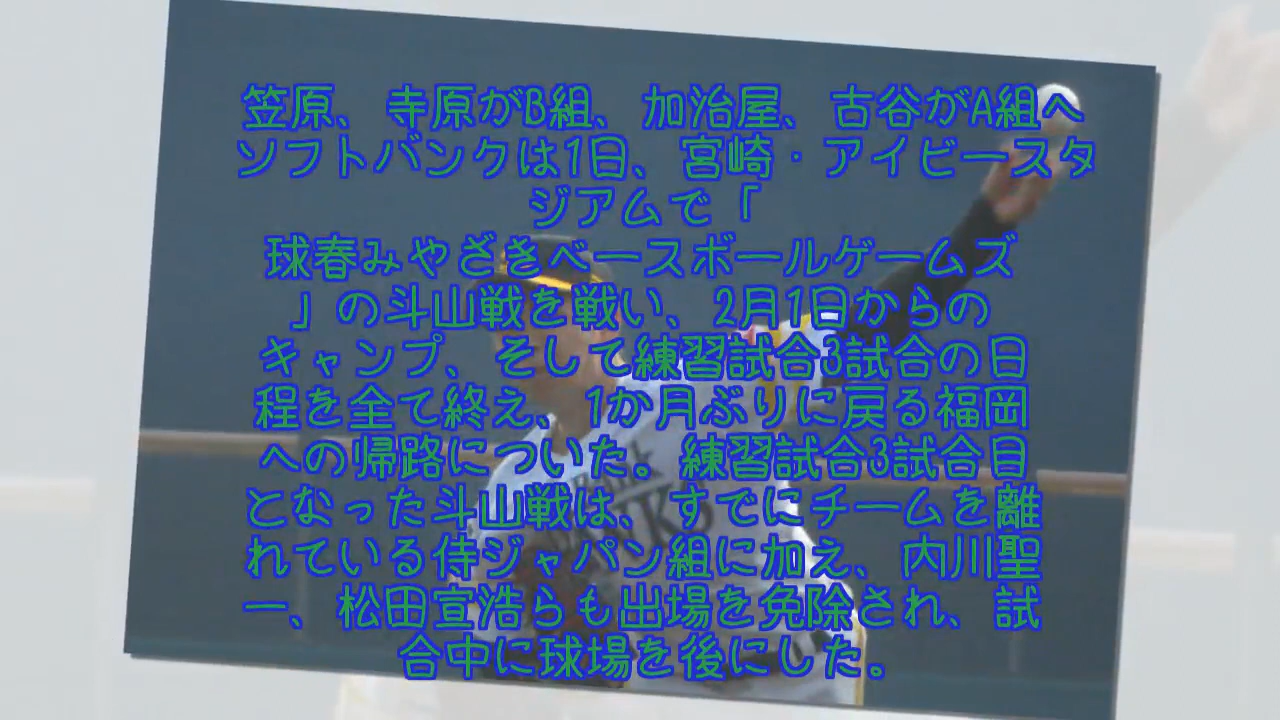 笠原、寺原がB組、加治屋、古谷がA組へ
ソフトバンクは1日、宮崎・アイビースタ
ジアムで「
球春みやざきベースボールゲームズ
」の斗山戦を戦い、2月1日からの
キャンプ、そして練習試合3試合の日
程を全て終え、1か月ぶりに戻る福岡
への帰路についた。練習試合3試合目
となった斗山戦は、すでにチームを離
れている侍ジャパン組に加え、内川聖
一、松田宣浩らも出場を免除され、試
合中に球場を後にした。